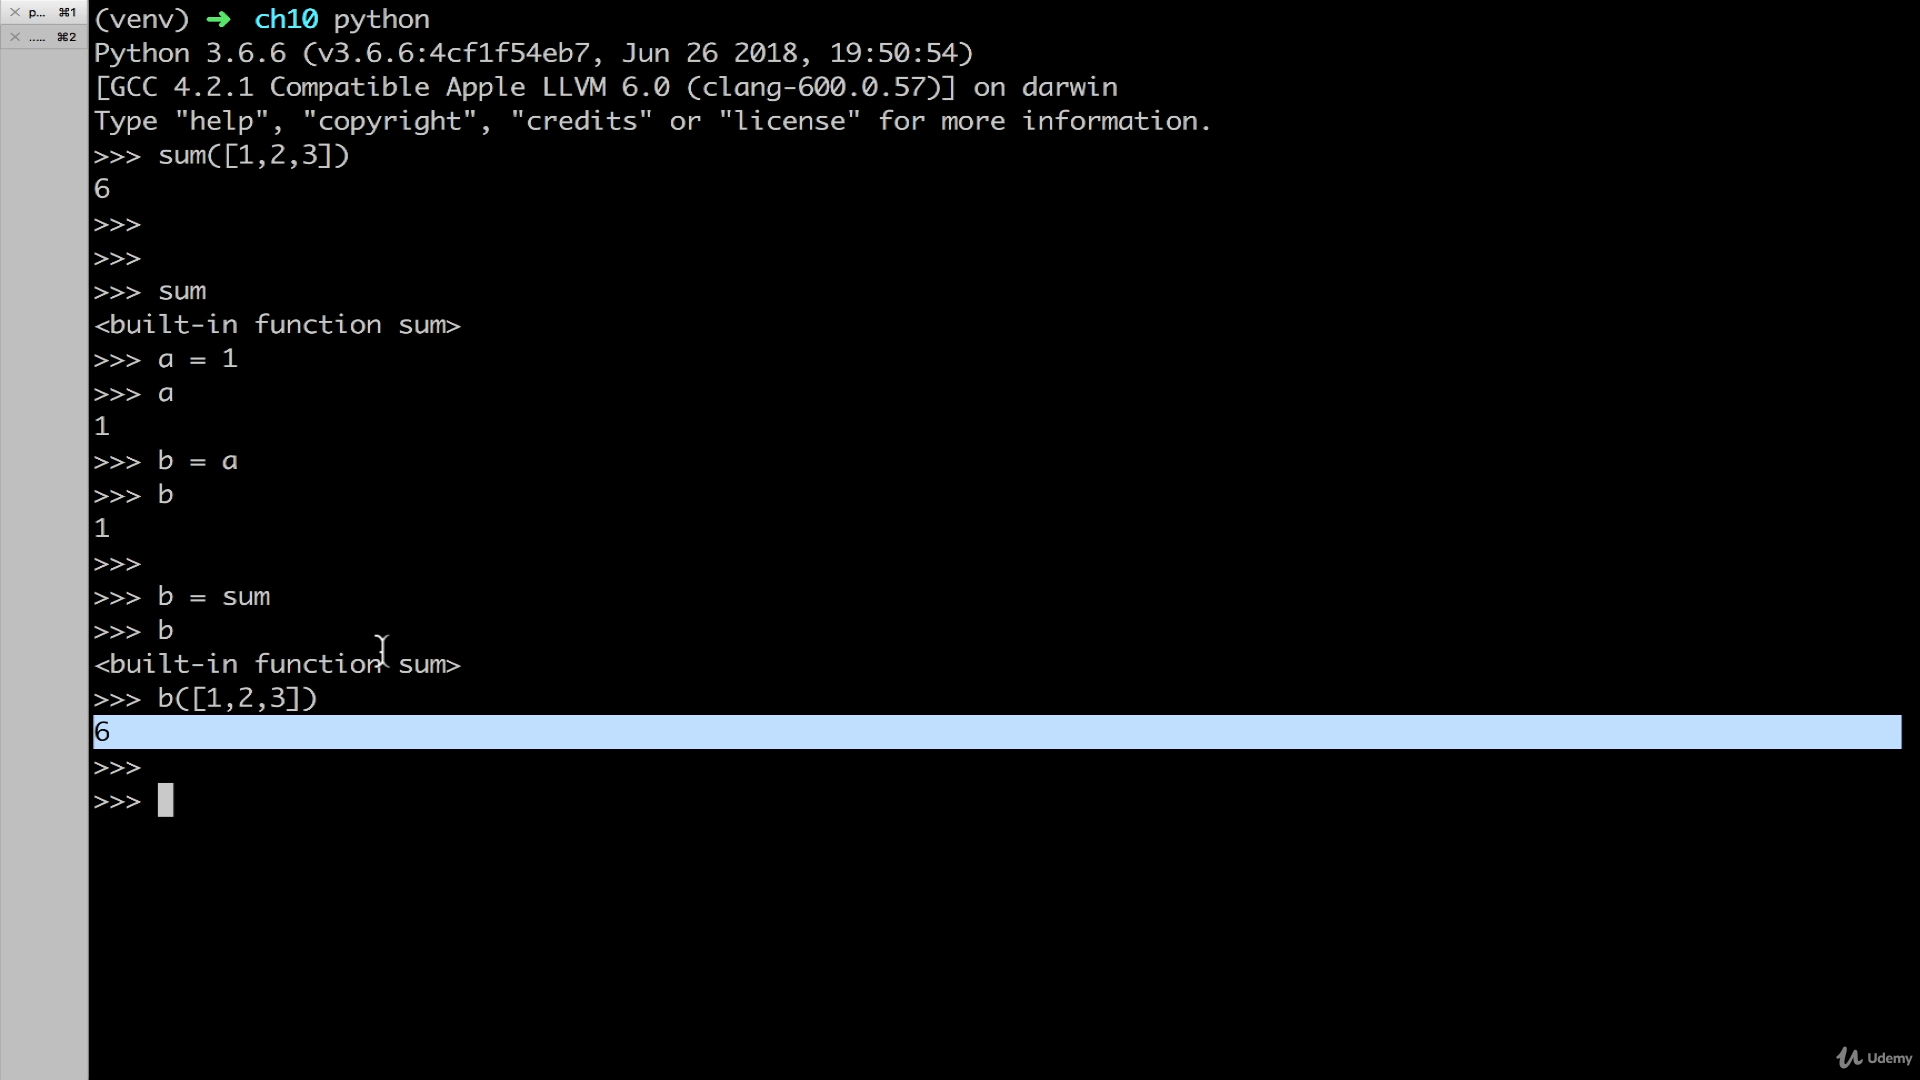 p... ⌘1
..... ⌘2
(venv) ➜ ch10 python
Python 3.6.6 (v3.6.6:4cf1f54eb7, Jun 26 2018, 19:50:54)
[GCC 4.2.1 Compatible Apple LLVM 6.0 (clang-600.0.57)] on darwin
Type "help", "copyright", "credits" or "license" for more information.
>>> sum([1,2,3])
6
>>>
>>>
>>> sum
<built-in function sum>
>>> a = 1
>>> a
1
>>> b = a
>>> b
1
>>>
>>> b = sum
>>> b
<built-in function sum>
>>> b([1,2,3])
6
>>>
>>>
Udemy